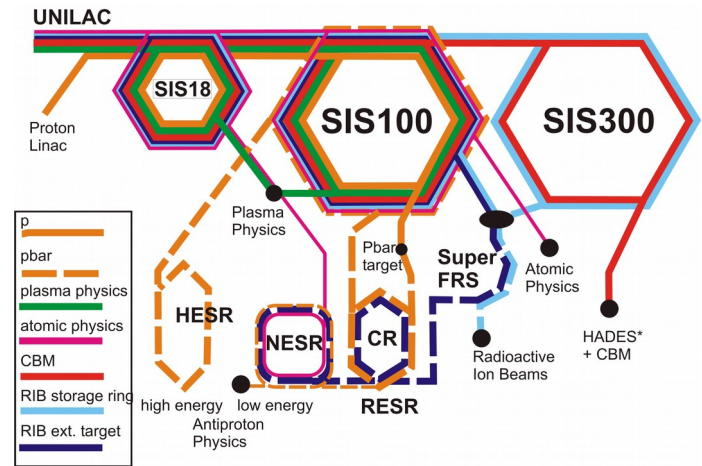 UNILAC
SIS18
SIS100
SIS300
Proton
Linac
Plasma
Physics
Pbar
target
Super
FRS
Atomic
Physics
HADES*
+ CBM
Radioactive
Ion Beams
HESR
NESR
CR
RESR
high energy
low energy
Antiproton
Physics
p
pbar
plasma physics
atomic physics
CBM
RIB storage ring
RIB ext. target